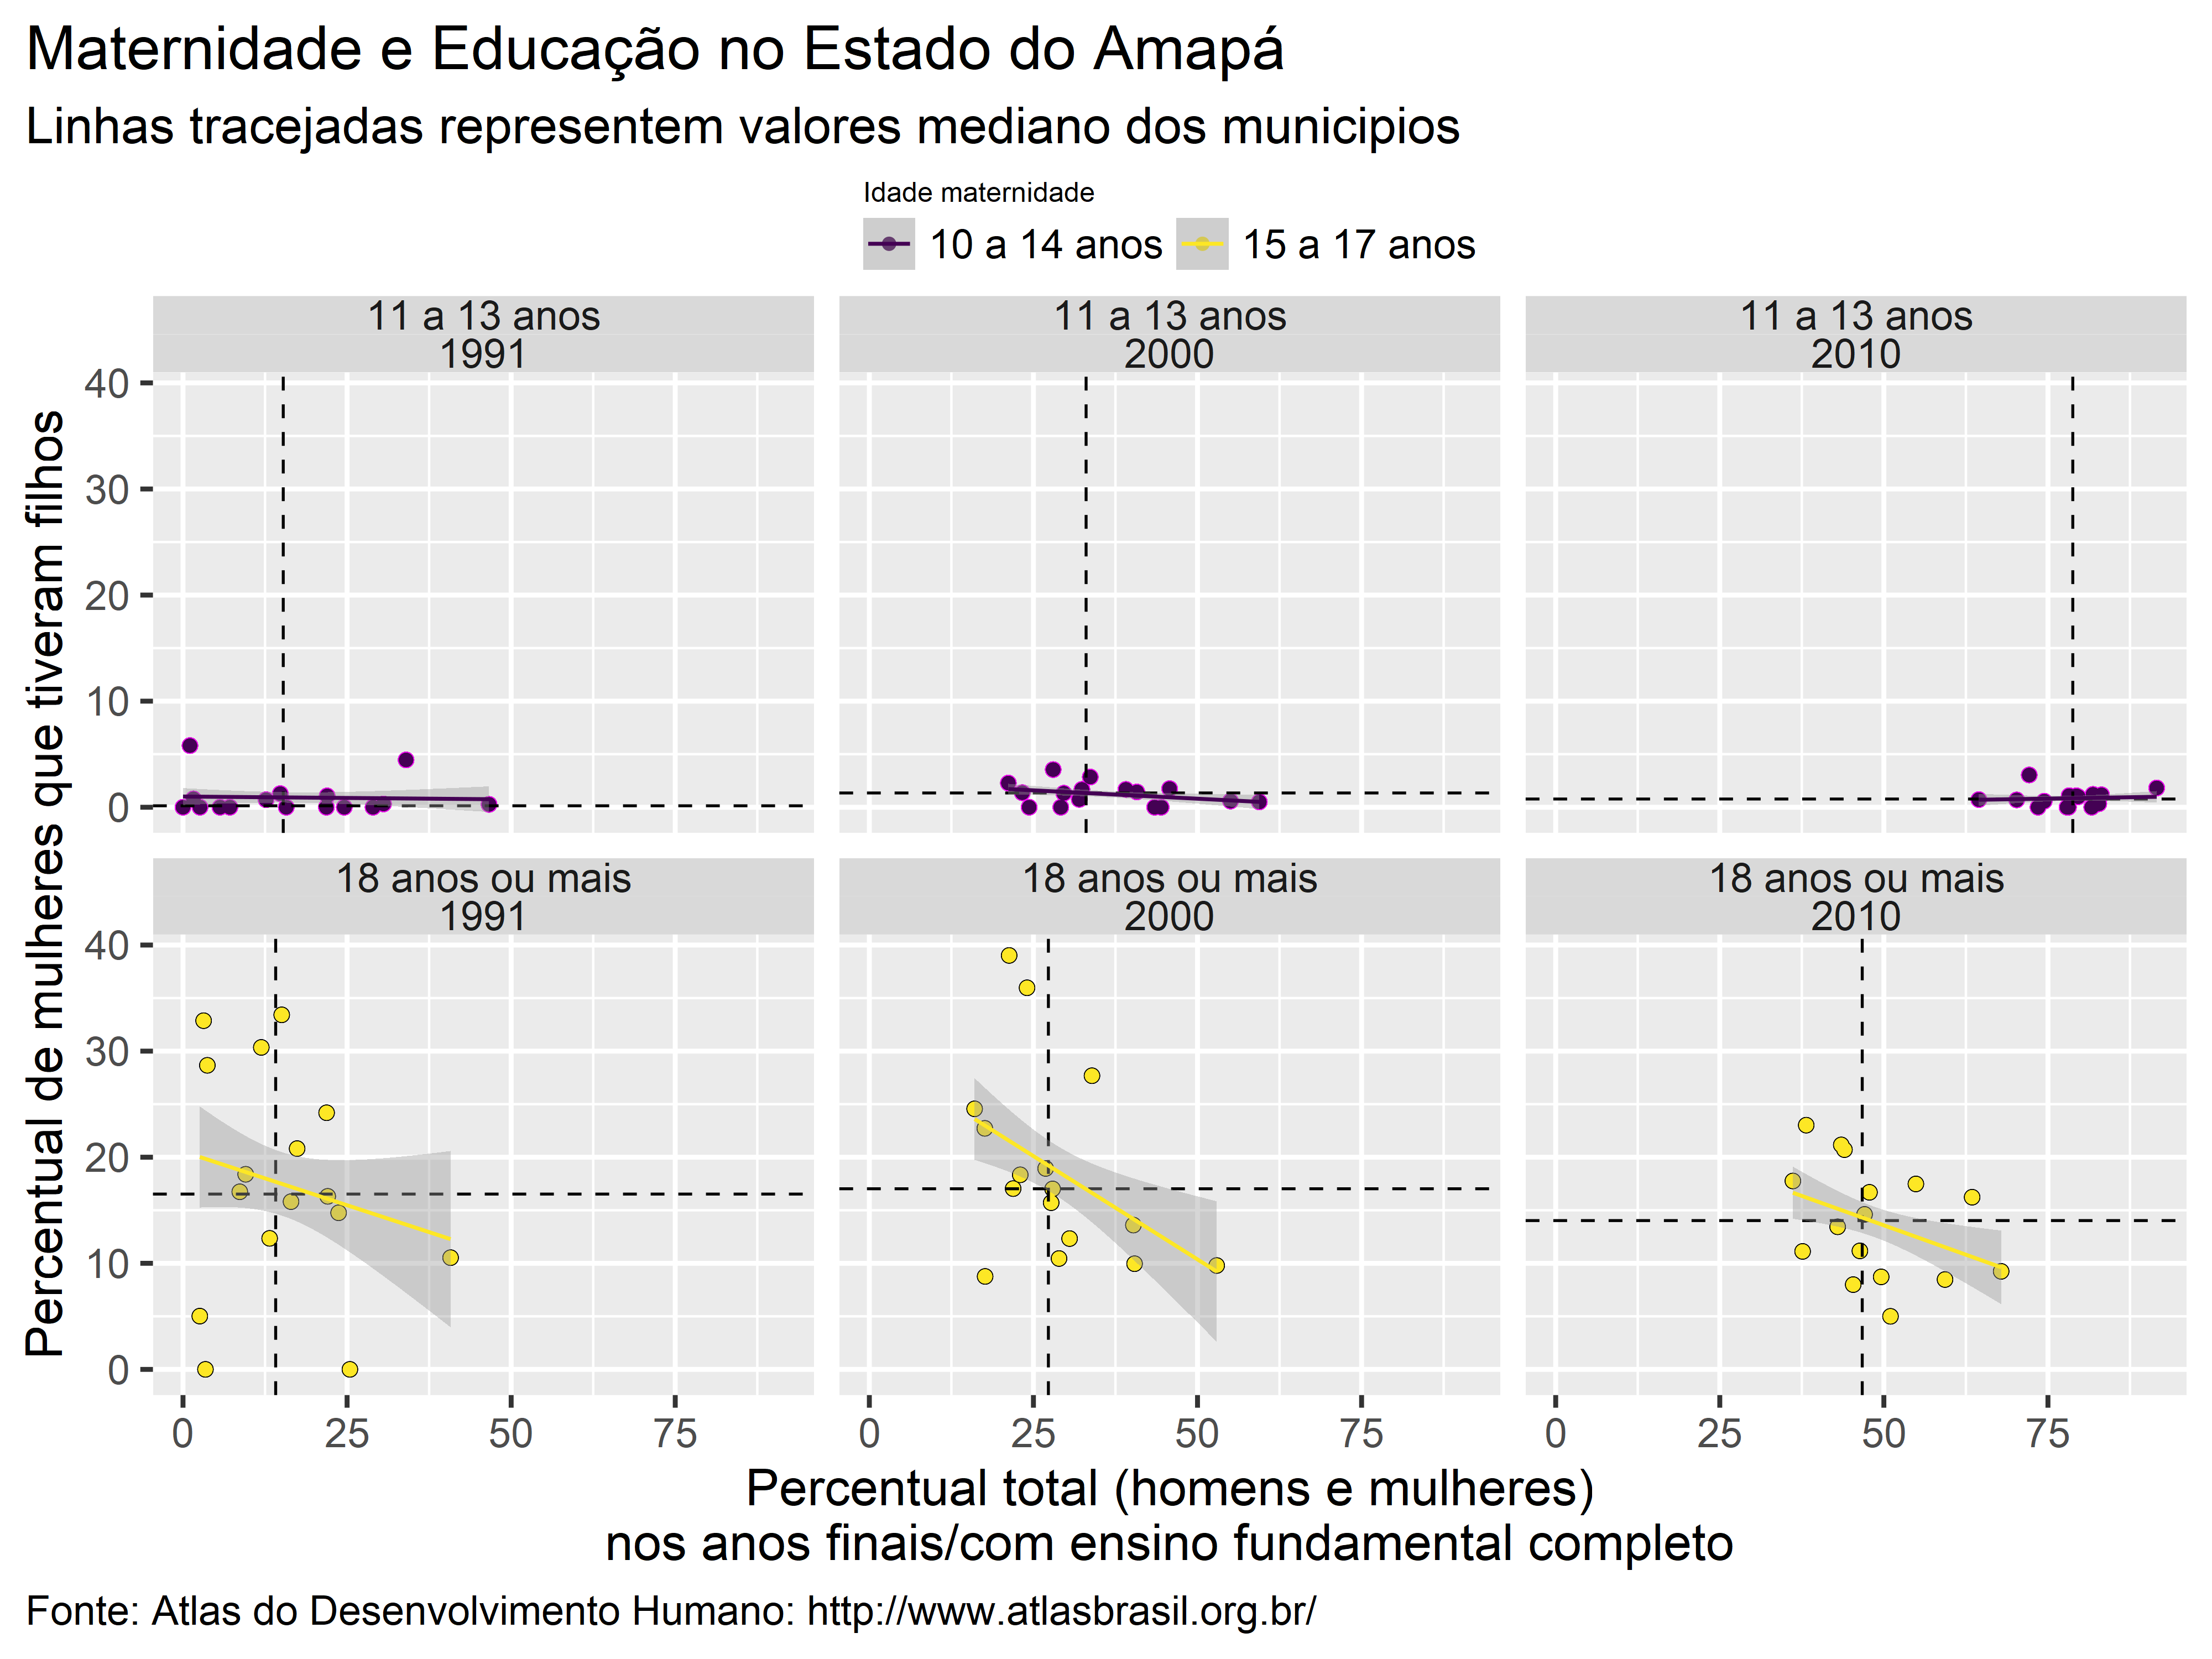 Maternidade e Educação no Estado do Amapá
Linhas tracejadas representem valores mediano dos municipios
Idade maternidade
10 a 14 anos 15 a 17 anos
11 a 13 anos 11 a 13 anos 11 a 13 anos
1991 2000 2010
40
30
20
10
0
18 anos ou mais 18 anos ou mais 18 anos ou mais
1991 2000 2010
40
30
20
10
0
Percentual de mulheres que tiveram filhos
0 25 50 75 0 25 50 75 0 25 50 75
Percentual total (homens e mulheres)
nos anos finais/com ensino fundamental completo
Fonte: Atlas do Desenvolvimento Humano: http://www.atlasbrasil.org.br/